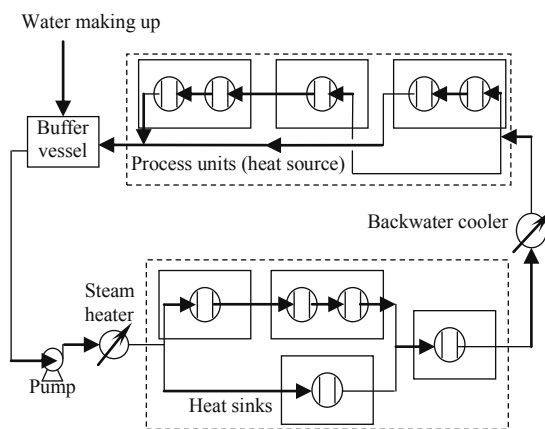 Water making up
Buffer
vessel
Process units (heat source)
Backwater cooler
Steam
heater
Pump
Heat sinks